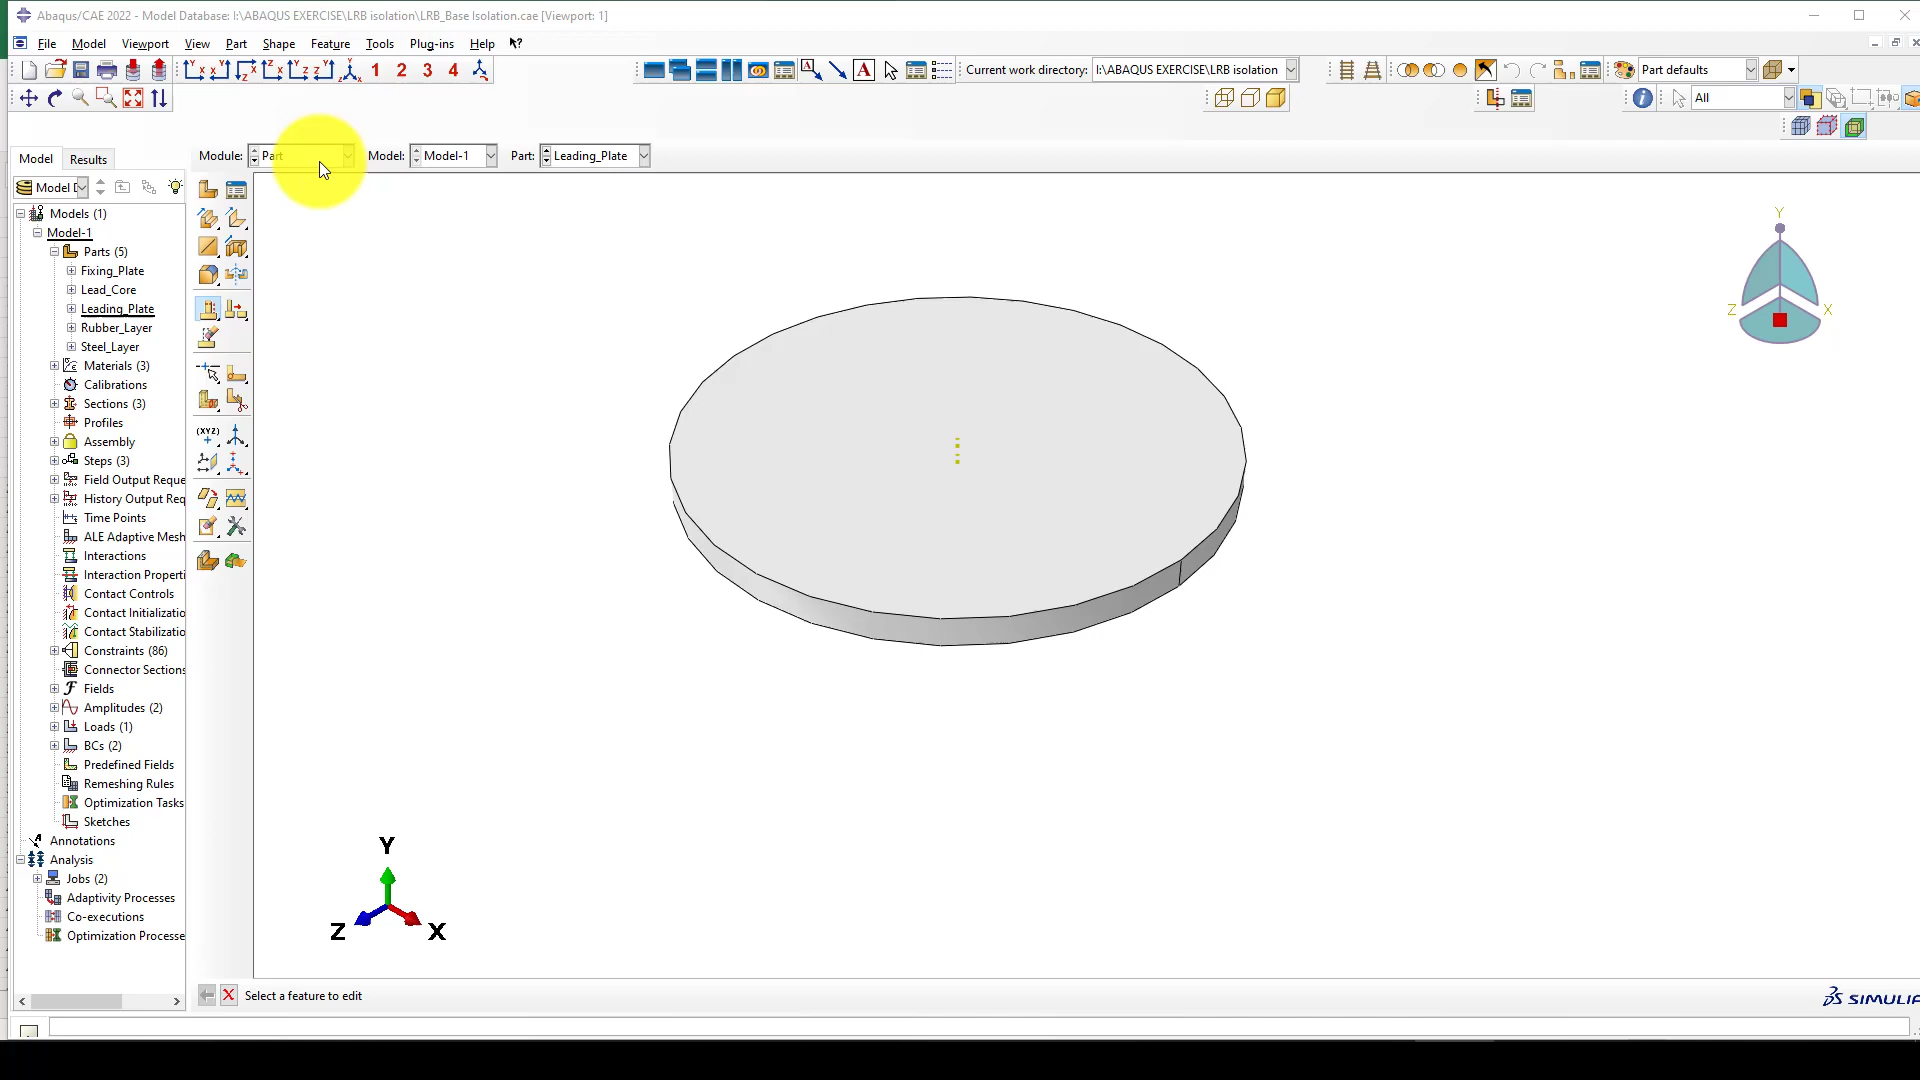 Abaqus/CAE 2022 - Model Database: I:\ABAQUS EXERCISE\LRB isolation\LRB_Base Isolation.cae [Viewport: 1]
File Model Viewport View Part Shape Feature Tools Plug-ins Help
1 2 3 4 A Current work directory: I:\ABAQUS EXERCISE\LRB isolation Part defaults
All
Model Results Module: Part Model: Model-1 Part: Leading_Plate
Model D
Models (1)
Model-1
Parts (5)
Fixing_Plate
Lead_Core
Leading_Plate
Rubber_Layer
Steel_Layer
Materials (3)
Calibrations
Sections (3)
Profiles
Assembly
Steps (3)
Field Output Reque
History Output Req
Time Points
ALE Adaptive Mesh
Interactions
Interaction Properti
Contact Controls
Contact Initializatio
Contact Stabilizatio
Constraints (86)
Connector Sections
Fields
Amplitudes (2)
Loads (1)
BCs (2)
Predefined Fields
Remeshing Rules
Optimization Tasks
Sketches
Annotations
Analysis
Jobs (2)
Adaptivity Processes
Co-executions
Optimization Processe
(XYZ)
Y
Z X
Y
Z X
Select a feature to edit
SIMULIA